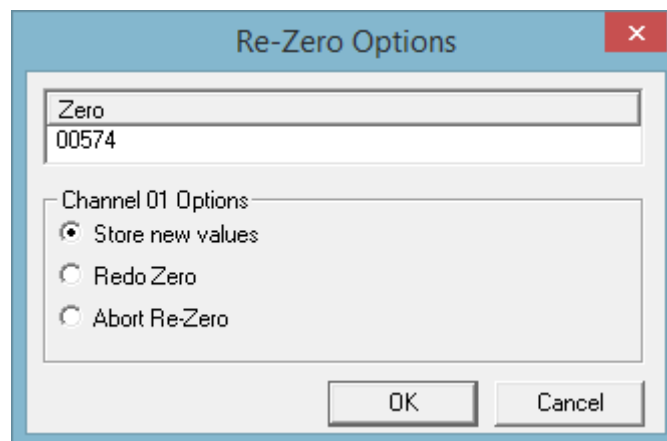 Re-Zero Options
Zero
00574
Channel 01 Options
Store new values
Redo Zero
Abort Re-Zero
OK
Cancel